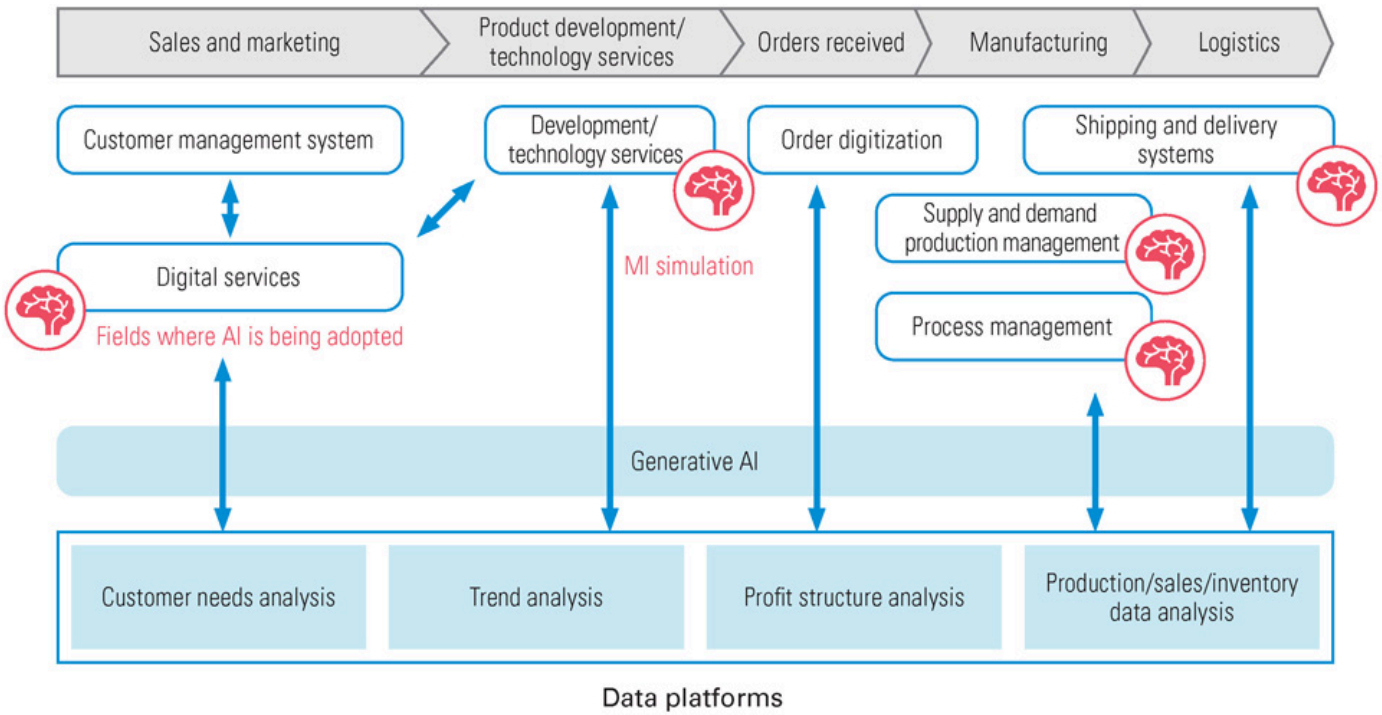 Sales and marketing
Product development/
technology services
Orders received
Manufacturing
Logistics
Customer management system
Development/
technology services
Order digitization
Shipping and delivery
systems
Supply and demand
production management
Digital services
MI simulation
Fields where AI is being adopted
Process management
Generative AI
Customer needs analysis
Trend analysis
Profit structure analysis
Production/sales/inventory
data analysis
Data platforms